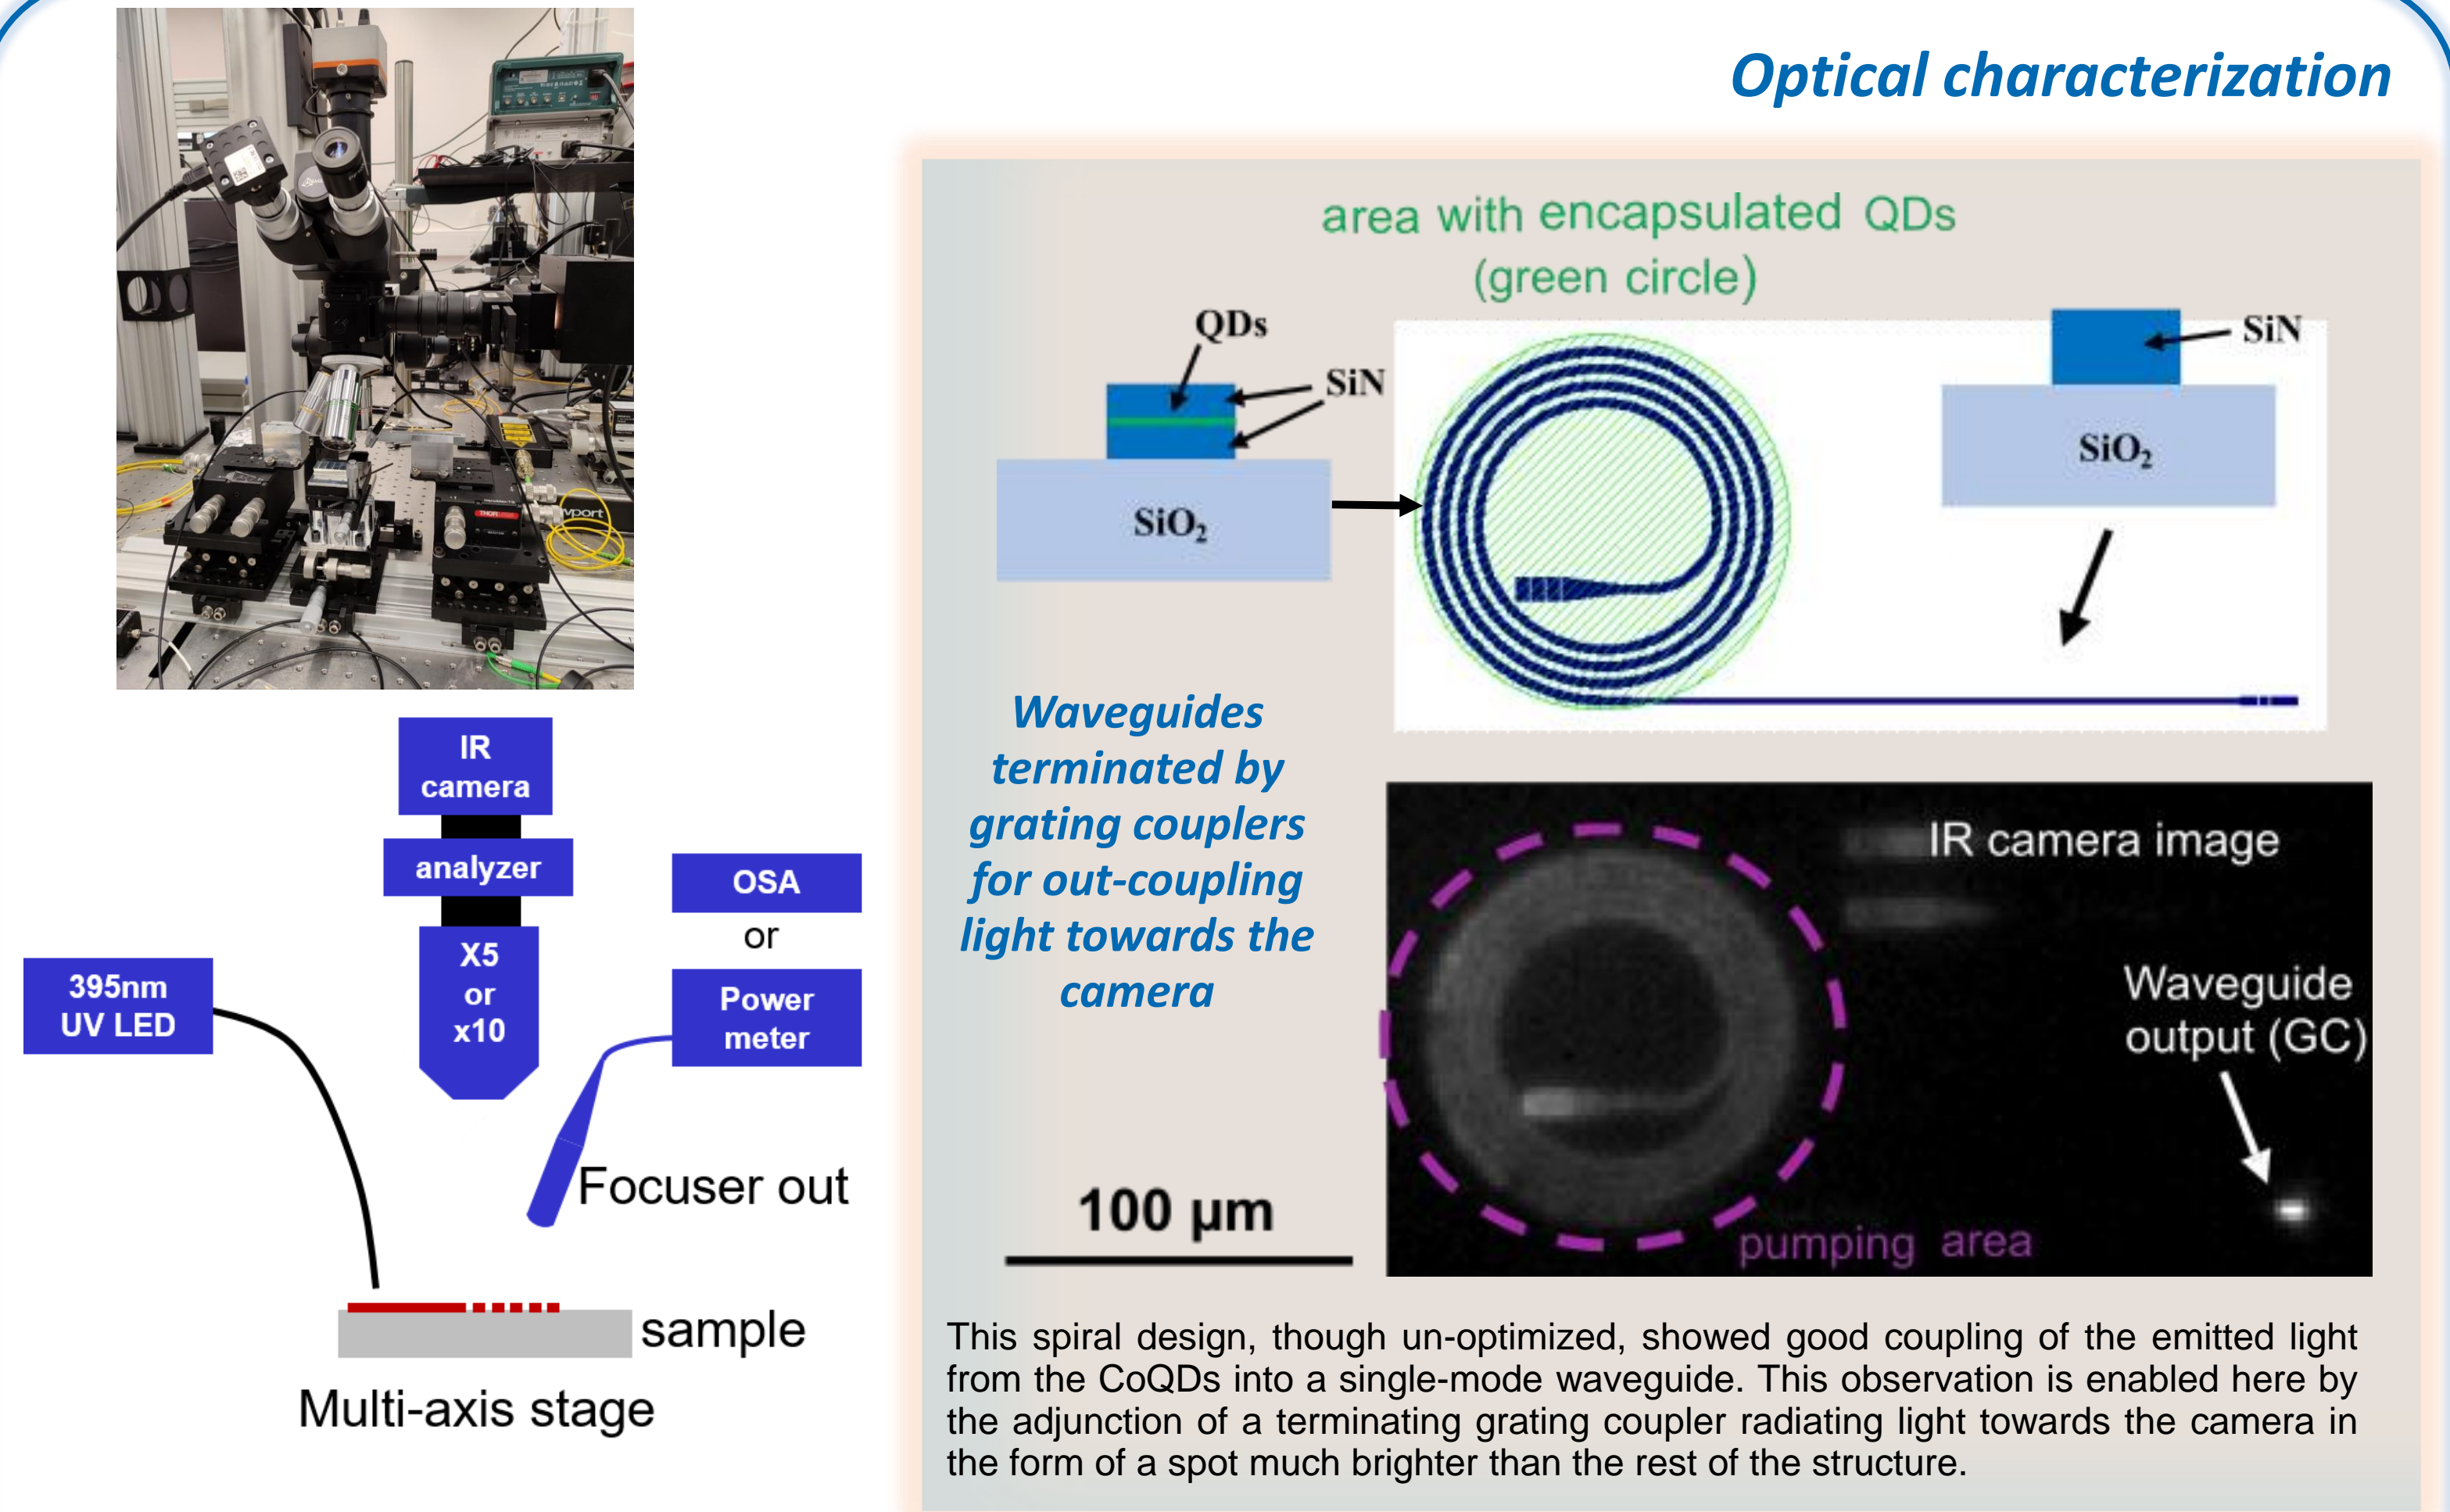 Optical characterization
area with encapsulated QDs
(green circle)
QDs
SiN
SiO₂
SiN
SiO₂
Waveguides
terminated by
grating couplers
for out-coupling
light towards the
camera
IR camera image
Waveguide
output (GC)
pumping area
100 µm
This spiral design, though un-optimized, showed good coupling of the emitted light
from the CoQDs into a single-mode waveguide. This observation is enabled here by
the adjunction of a terminating grating coupler radiating light towards the camera in
the form of a spot much brighter than the rest of the structure.
IR
camera
analyzer
X5
or
x10
395nm
UV LED
OSA
or
Power
meter
Focuser out
sample
Multi-axis stage